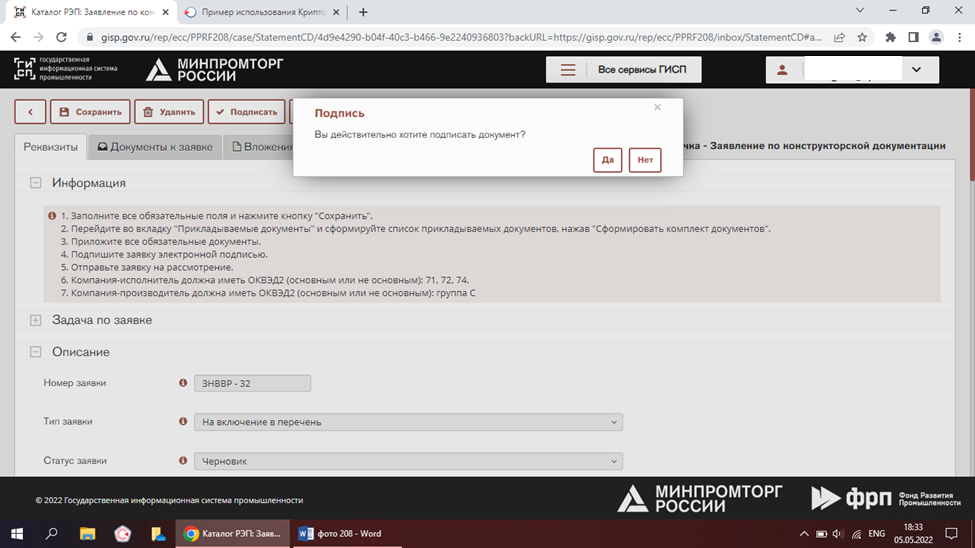 Каталог РЭП: Заявление по кон
Пример использования Крипто
gisp.gov.ru/rep/ecc/PPRF208/case/StatementCD/4d9e4290-b04f-40c3-b466-9e2240936803?backURL=https://gisp.gov.ru/rep/ecc/PPRF208/inbox/StatementCD#a...
ГИСП
государственная
информационная система
промышленности
МИНПРОМТОРГ
РОССИИ
Все сервисы ГИСП
Сохранить
Удалить
Подписать
Подпись
Вы действительно хотите подписать документ?
Да
Нет
Реквизиты
Документы к заявке
Вложения
чка - Заявление по конструкторской документации
Информация
1. Заполните все обязательные поля и нажмите кнопку "Сохранить".
2. Перейдите во вкладку "Прикладываемые документы" и сформируйте список прикладываемых документов, нажав "Сформировать комплект документов".
3. Приложите все обязательные документы.
4. Подпишите заявку электронной подписью.
5. Отправьте заявку на рассмотрение.
6. Компания-исполнитель должна иметь ОКВЭД2 (основным или не основным): 71, 72, 74.
7. Компания-производитель должна иметь ОКВЭД2 (основным или не основным): группа С
Задача по заявке
Описание
Номер заявки
ЗНВВР - 32
Тип заявки
На включение в перечень
Статус заявки
Черновик
© 2022 Государственная информационная система промышленности
МИНПРОМТОРГ
РОССИИ
фрп
Фонд Развития
Промышленности
Каталог РЭП: Заяв...
фото 208 - Word
ENG
18:33
05.05.2022